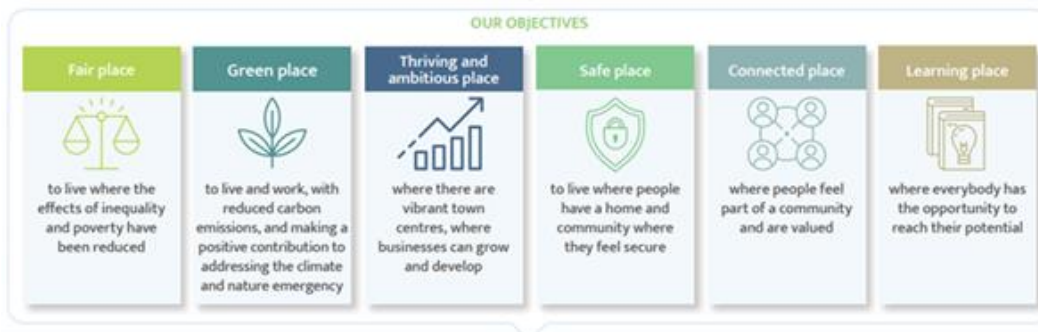 OUR OBJECTIVES
Fair place
to live where the
effects of inequality
and poverty have
been reduced
Green place
to live and work, with
reduced carbon
emissions, and making a
positive contribution to
addressing the climate
and nature emergency
Thriving and
ambitious place
where there are
vibrant town
centres, where
businesses can grow
and develop
Safe place
to live where people
have a home and
community where
they feel secure
Connected place
where people feel
part of a community
and are valued
Learning place
where everybody has
the opportunity to
reach their potential